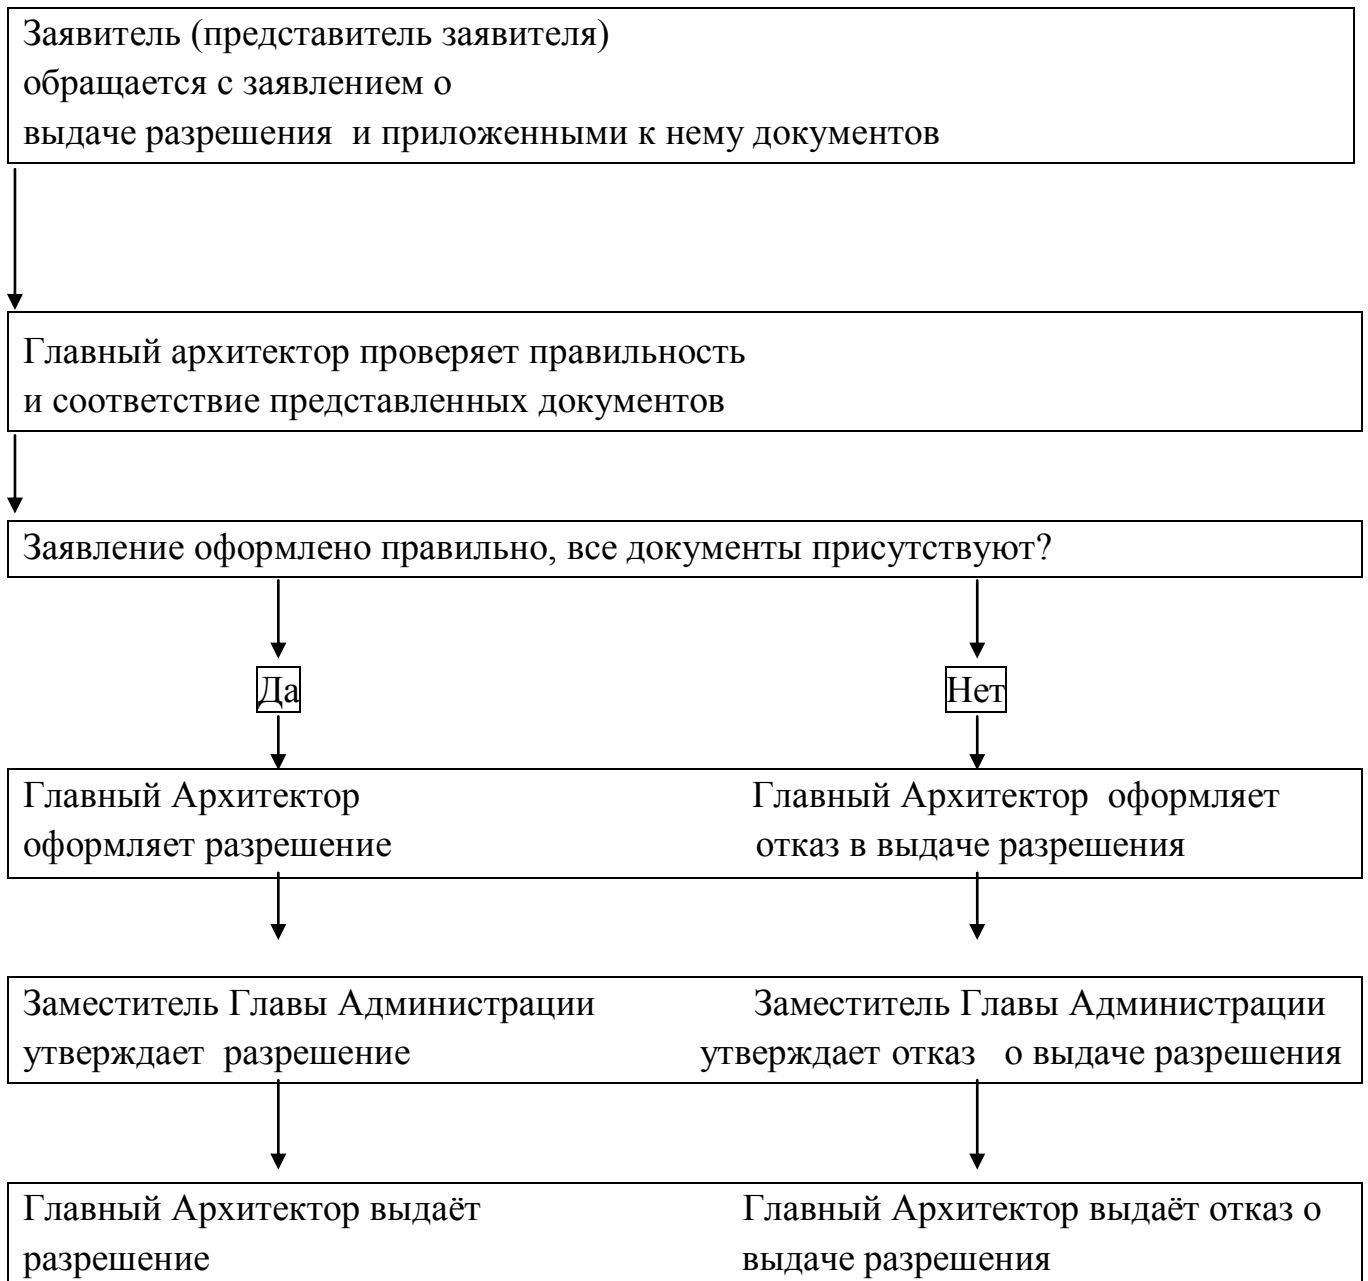 Заявитель (представитель заявителя)
обращается с заявлением о
выдаче разрешения и приложенными к нему документов
Главный архитектор проверяет правильность
и соответствие представленных документов
Заявление оформлено правильно, все документы присутствуют?
Да
Нет
Главный Архитектор
оформляет разрешение
Главный Архитектор оформляет
отказ в выдаче разрешения
Заместитель Главы Администрации
утверждает разрешение
Заместитель Главы Администрации
утверждает отказ о выдаче разрешения
Главный Архитектор выдаёт
разрешение
Главный Архитектор выдаёт отказ о
выдаче разрешения